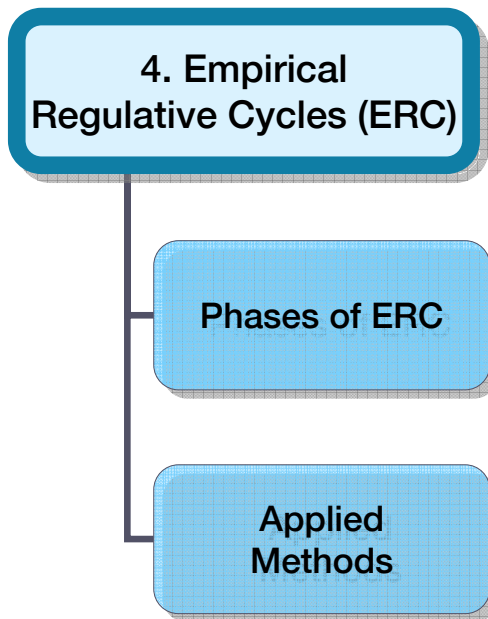 4. Empirical
Regulative Cycles (ERC)
Phases of ERC
Applied
Methods